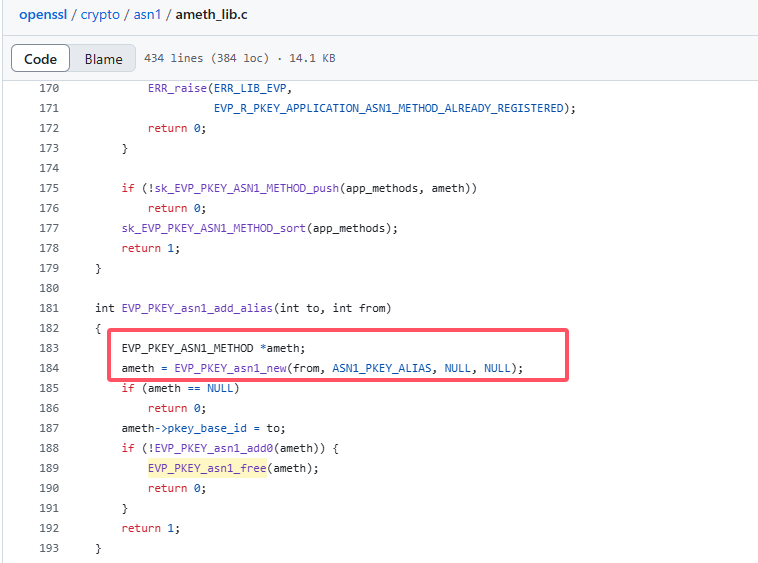 openssl / crypto / asn1 / ameth_lib.c
Code Blame 434 lines (384 loc) · 14.1 KB
170 ERR_raise(ERR_LIB_EVP,
171 EVP_R_PKEY_APPLICATION_ASN1_METHOD_ALREADY_REGISTERED);
172 return 0;
173 }
174
175 if (!sk_EVP_PKEY_ASN1_METHOD_push(app_methods, ameth))
176 return 0;
177 sk_EVP_PKEY_ASN1_METHOD_sort(app_methods);
178 return 1;
179 }
180
181 int EVP_PKEY_asn1_add_alias(int to, int from)
182 {
183 EVP_PKEY_ASN1_METHOD *ameth;
184 ameth = EVP_PKEY_asn1_new(from, ASN1_PKEY_ALIAS, NULL, NULL);
185 if (ameth == NULL)
186 return 0;
187 ameth->pkey_base_id = to;
188 if (!EVP_PKEY_asn1_add0(ameth)) {
189 EVP_PKEY_asn1_free(ameth);
190 return 0;
191 }
192 return 1;
193 }